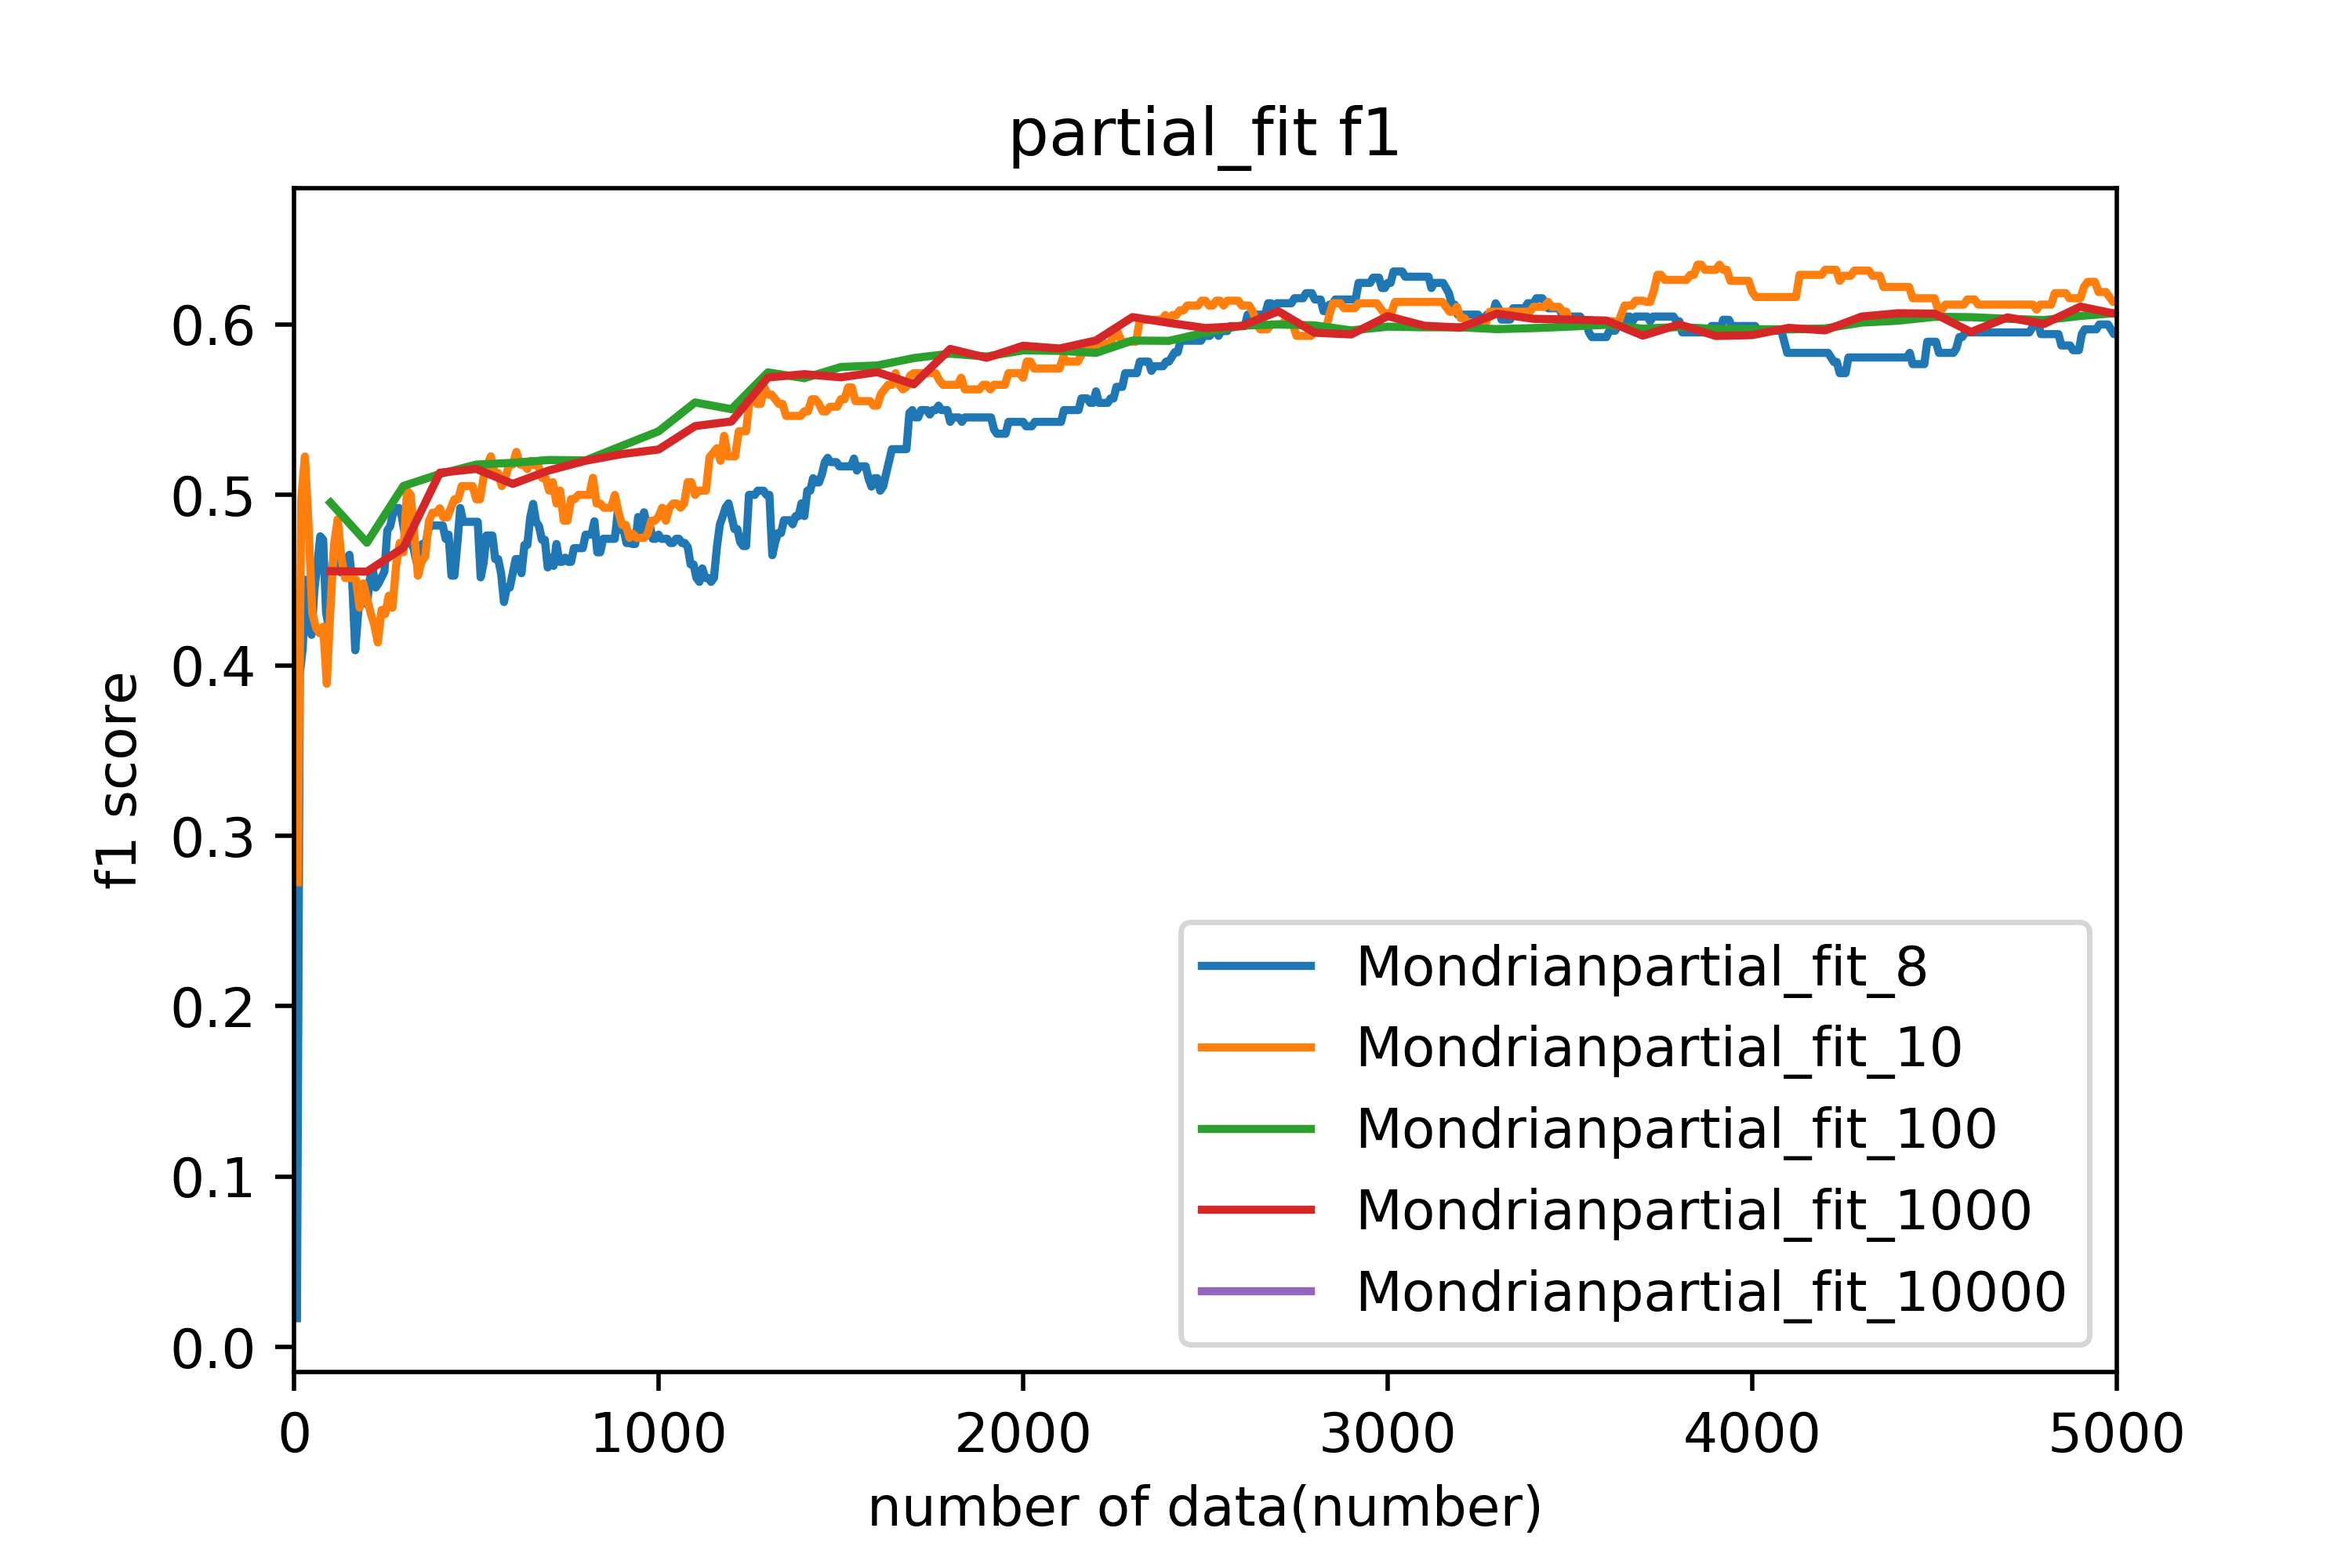 partial_fit f1
0.6
0.5
0.4
0.3
0.2
0.1
0.0
f1 score
Mondrianpartial_fit_8
Mondrianpartial_fit_10
Mondrianpartial_fit_100
Mondrianpartial_fit_1000
Mondrianpartial_fit_10000
0 1000 2000 3000 4000 5000
number of data(number)